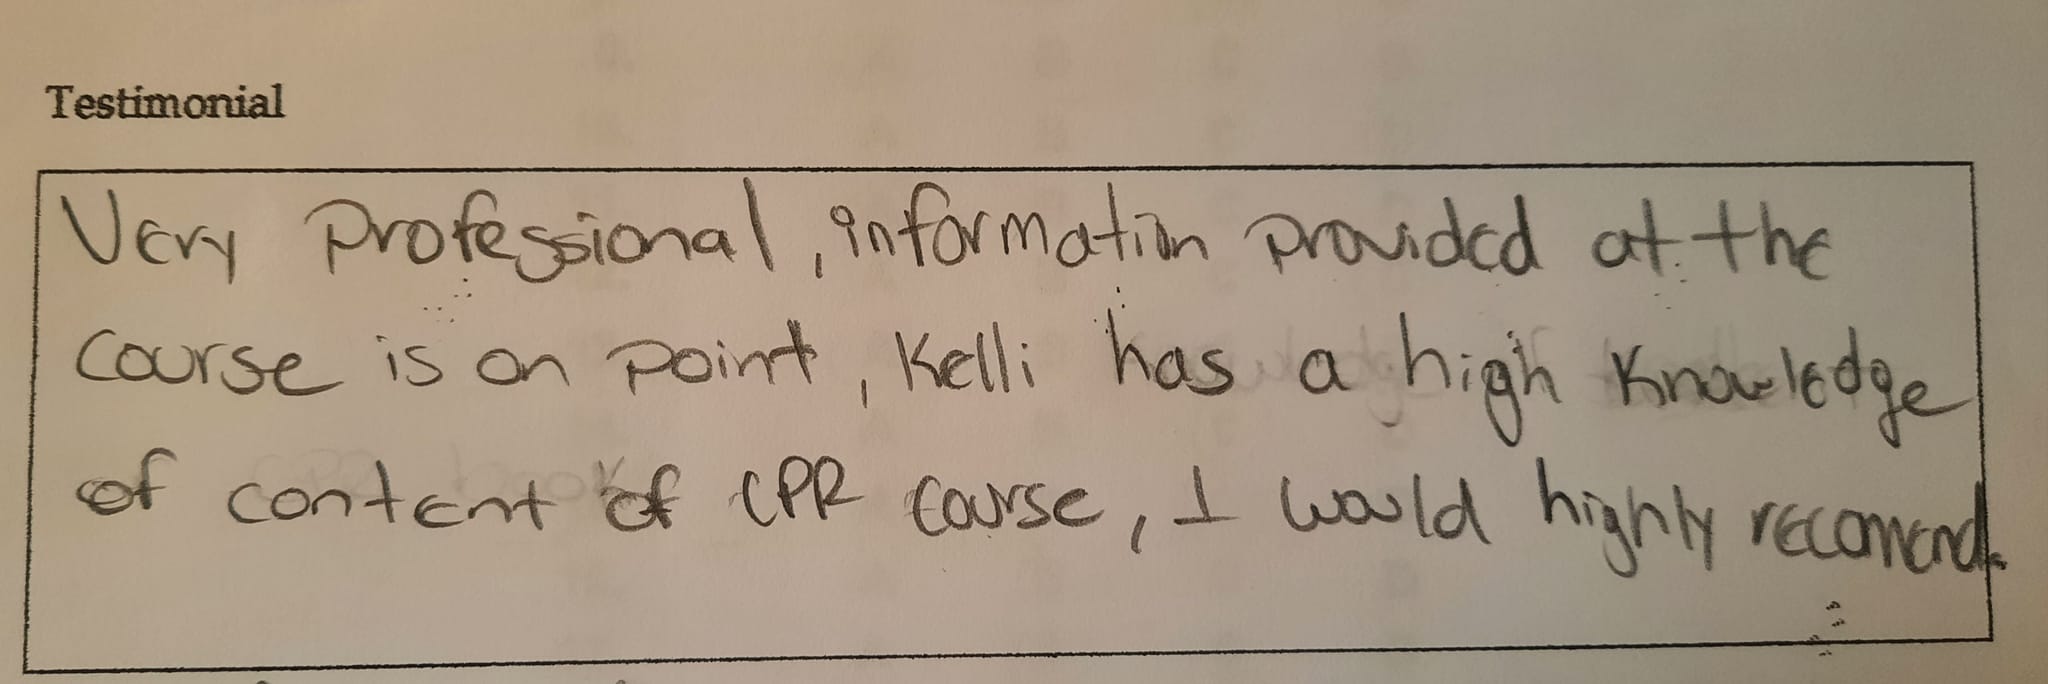 Testimonial
Very professional, information provided at the
course is on point, Kelli has a high knowledge
of content of CPR course, I would highly recomend.